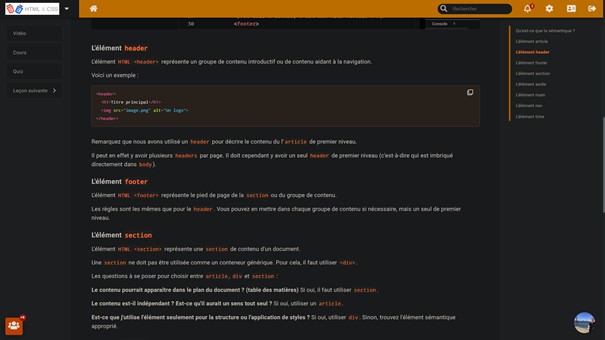 HTML & CSS
Rechercher
Vidéo
Cours
Quiz
Leçon suivante
36 <footer>
Console
L'élément header
L'élément HTML <header> représente un groupe de contenu introductif ou de contenu aidant à la navigation.
Voici un exemple :
<header>
<h1>Titre principal</h1>
<img src="image.png" alt="Un logo">
</header>
Remarquez que nous avons utilisé un header pour décrire le contenu de l'article de premier niveau.
Il peut en effet y avoir plusieurs headers par page. Il doit cependant y avoir un seul header de premier niveau (c'est-à-dire qui est imbriqué
directement dans body).
L'élément footer
L'élément HTML <footer> représente le pied de page de la section ou du groupe de contenu.
Les règles sont les mêmes que pour le header. Vous pouvez en mettre dans chaque groupe de contenu si nécessaire, mais un seul de premier
niveau.
L'élément section
L'élément HTML <section> représente une section de contenu d'un document.
Une section ne doit pas être utilisée comme un conteneur générique. Pour cela, il faut utiliser <div>.
Les questions à se poser pour choisir entre article, div et section :
Le contenu pourrait apparaître dans le plan du document ? (table des matières) Si oui, il faut utiliser section.
Le contenu est-il indépendant ? Est-ce qu'il aurait un sens tout seul ? Si oui, utiliser un article.
Est-ce que j'utilise l'élément seulement pour la structure ou l'application de styles ? Si oui, utiliser div. Sinon, trouvez l'élément sémantique
approprié.
Qu'est-ce que la sémantique ?
L'élément article
L'élément header
L'élément footer
L'élément section
L'élément aside
L'élément main
L'élément nav
L'élément time